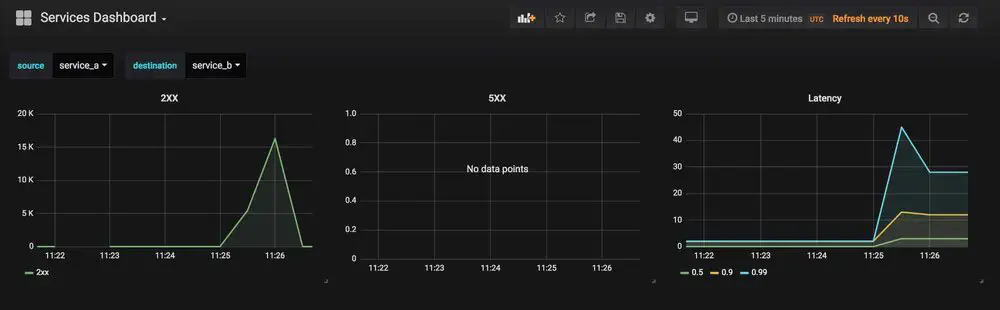 Services Dashboard
Last 5 minutes UTC Refresh every 10s
source service_a destination service_b
2XX
20 K
15 K
10 K
5 K
0
11:22 11:23 11:24 11:25 11:26
2xx
5XX
1.0
0.8
0.6
0.4
0.2
0
No data points
11:22 11:23 11:24 11:25 11:26
Latency
50
40
30
20
10
0
11:22 11:23 11:24 11:25 11:26
0.5 0.9 0.99